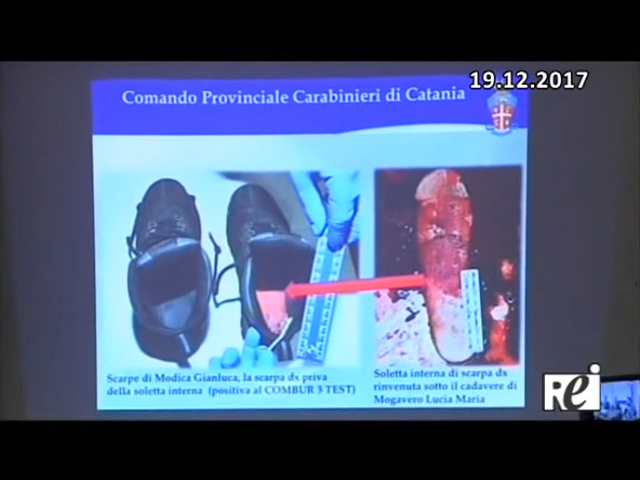 19.12.2017
Comando Provinciale Carabinieri di Catania
Scarpe di Modica Gianluca, la scarpa dx priva
della soletta interna (positiva al COMBUR 3 TEST)
Soletta interna di scarpa dx
rinvenuta sotto il cadavere di
Mogavero Lucia Maria
REi